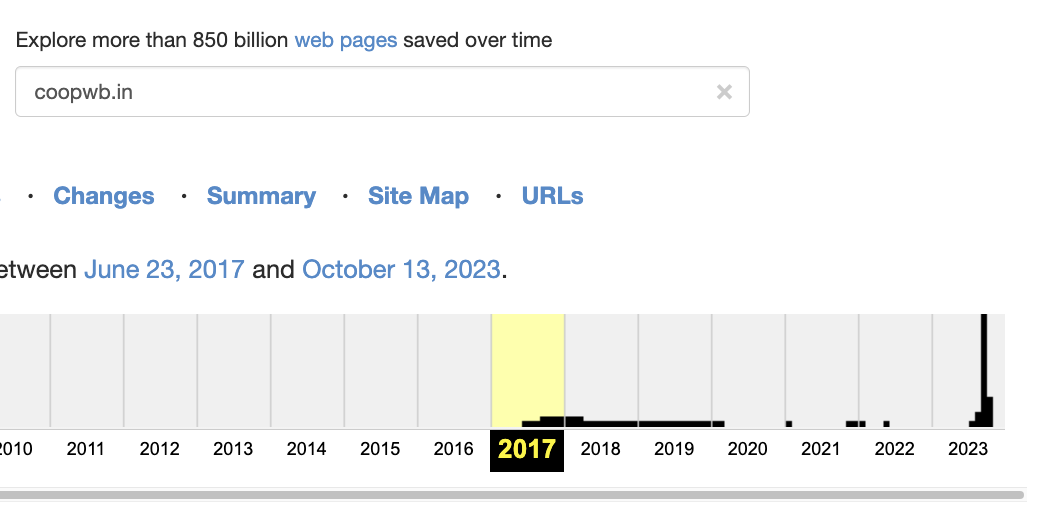 Explore more than 850 billion web pages saved over time
coopwb.in ×
· Changes · Summary · Site Map · URLs
etween June 23, 2017 and October 13, 2023.
2010 2011 2012 2013 2014 2015 2016 2017 2018 2019 2020 2021 2022 2023